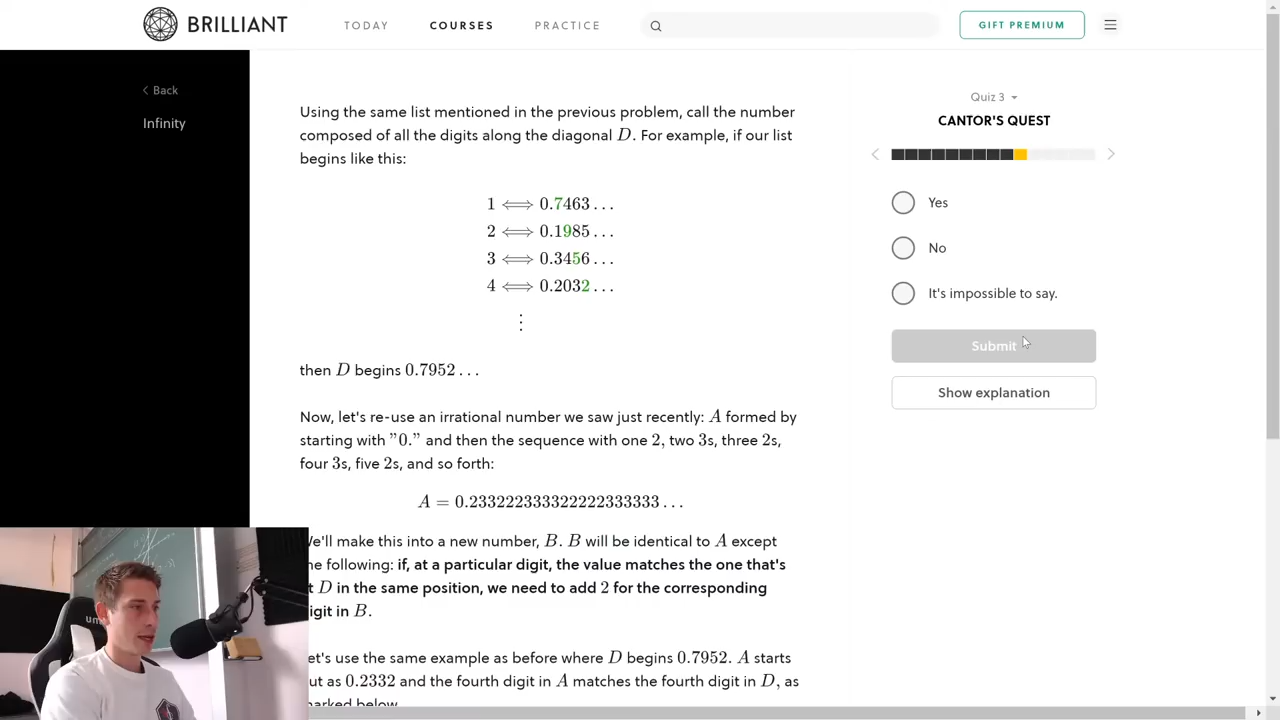 BRILLIANT
TODAY
COURSES
PRACTICE
GIFT PREMIUM
Back
Infinity
Using the same list mentioned in the previous problem, call the number
composed of all the digits along the diagonal D. For example, if our list
begins like this:
1 ⟺ 0.7463...
2 ⟺ 0.1985...
3 ⟺ 0.3456...
4 ⟺ 0.2032...
⋮
then D begins 0.7952...
Now, let's re-use an irrational number we saw just recently: A formed by
starting with "0." and then the sequence with one 2, two 3s, three 2s,
four 3s, five 2s, and so forth:
A = 0.233222333322222333333...
We'll make this into a new number, B. B will be identical to A except
the following: if, at a particular digit, the value matches the one that's
D in the same position, we need to add 2 for the corresponding
digit in B.
Let's use the same example as before where D begins 0.7952. A starts
out as 0.2332 and the fourth digit in A matches the fourth digit in D, as
marked below
Quiz 3
CANTOR'S QUEST
Yes
No
It's impossible to say.
Submit
Show explanation